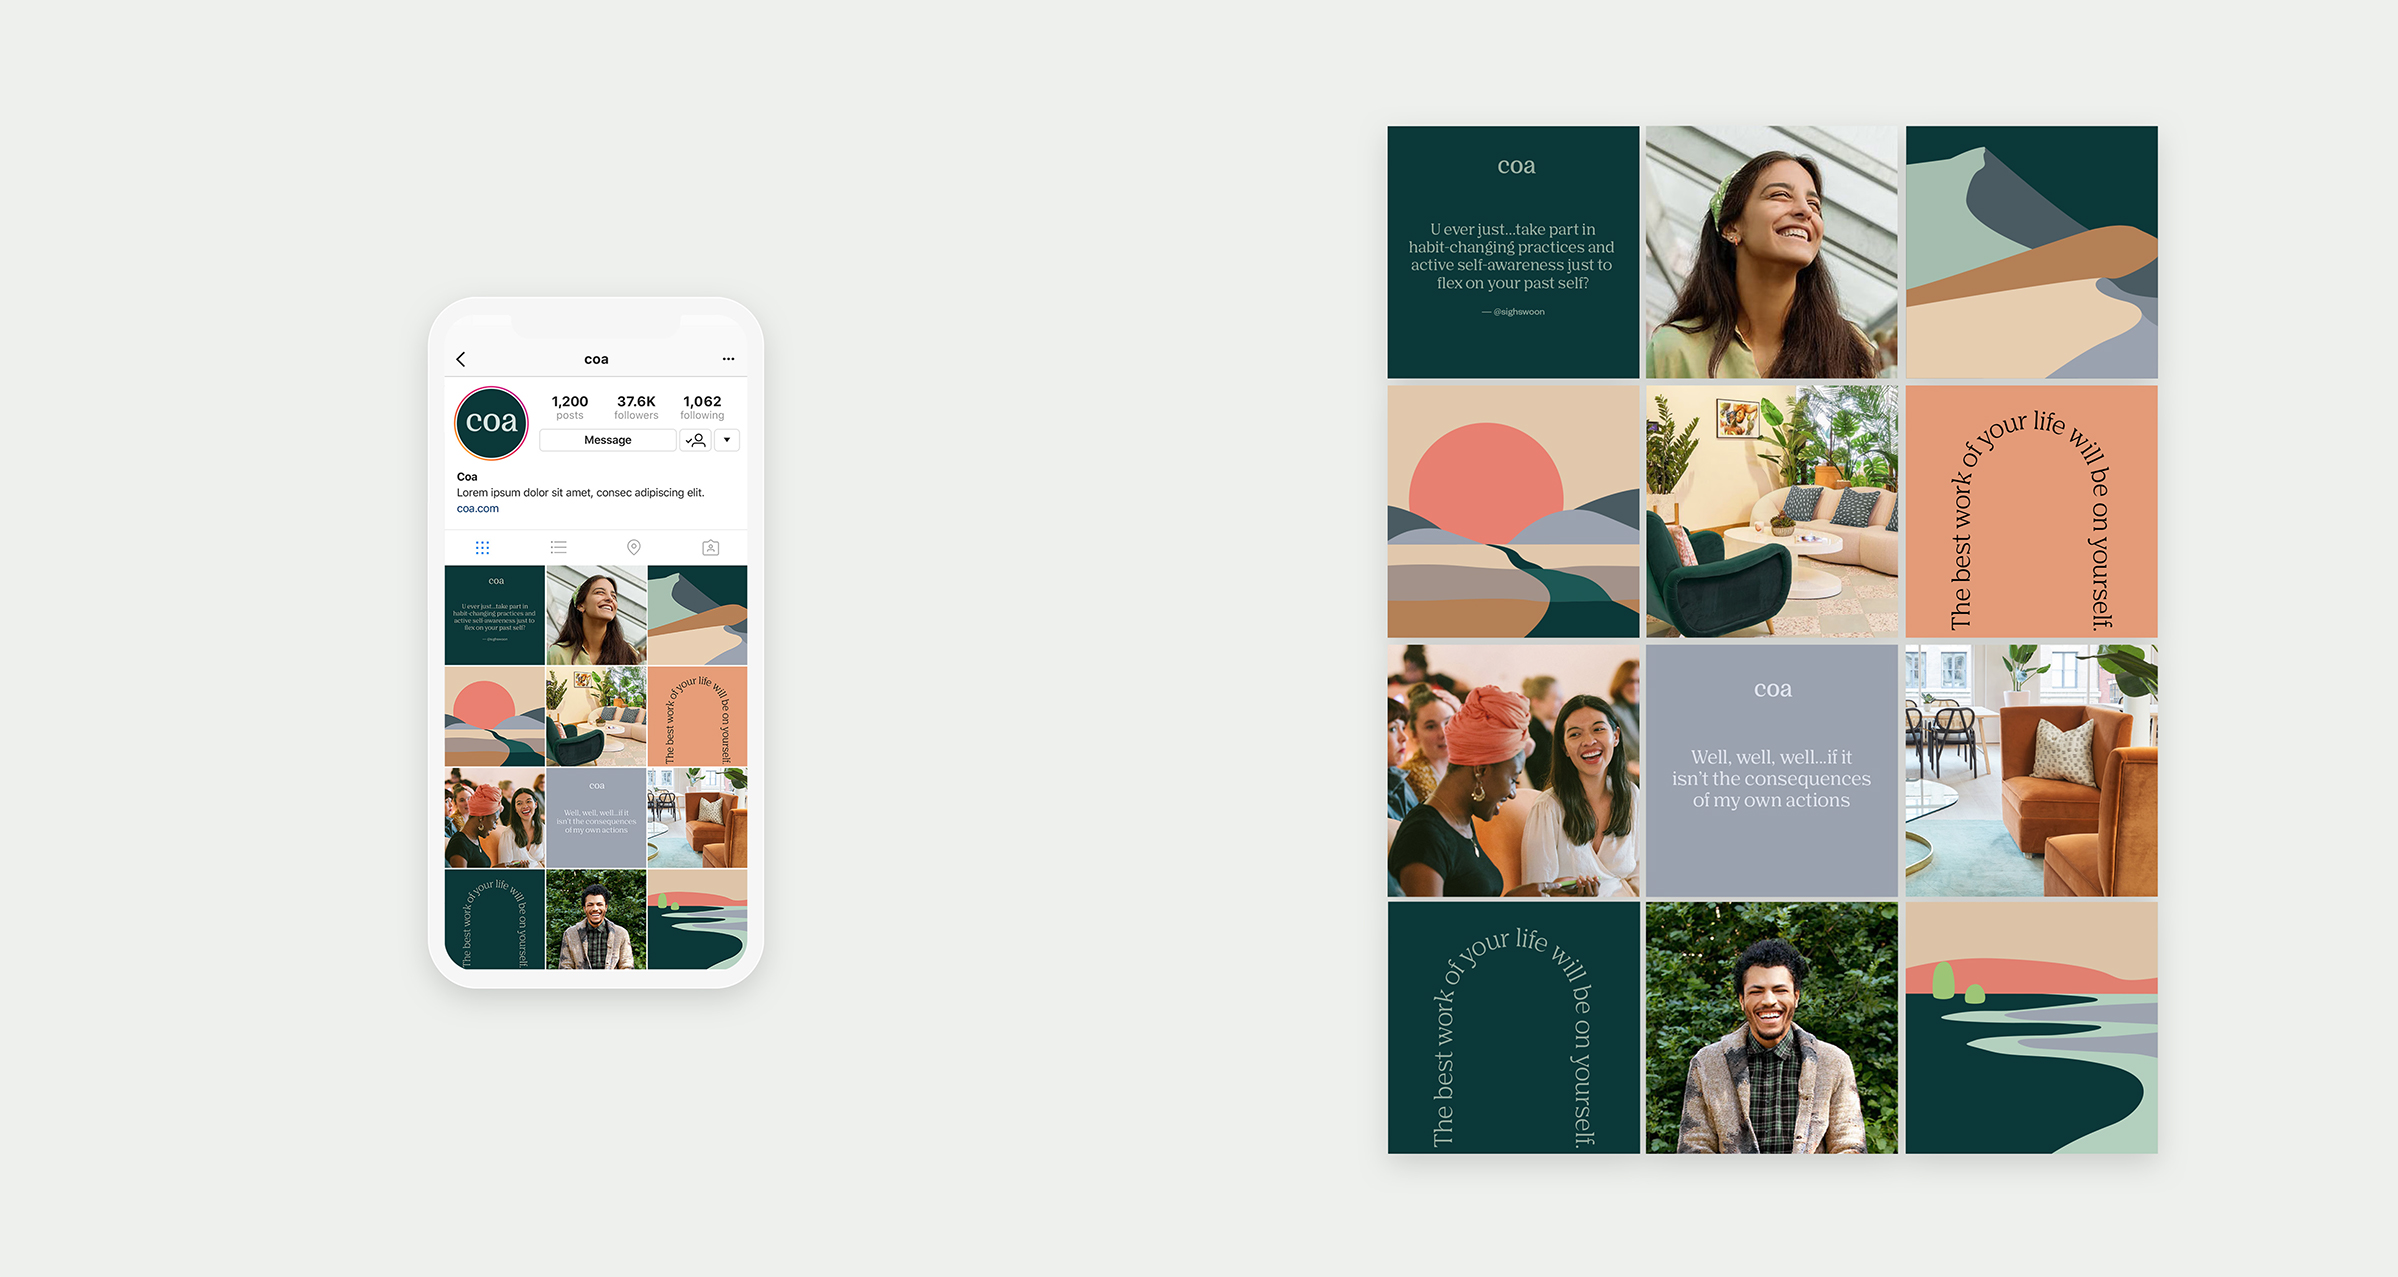 coa
coa
1,200
37.6K
1,062
posts
followers
following
Message
Coa
Lorem ipsum dolor sit amet, consec adipiscing elit.
coa.com
coa
U ever just...take part in
habit-changing practices and
active self-awareness just to
flex on your past self?
— @sighswoon
The best work of your life will be on yourself.
coa
Well, well, well...if it
isn't the consequences
of my own actions
The best work of your life will be on yourself.
coa
U ever just...take part in
habit-changing practices and
active self-awareness just to
flex on your past self?
— @sighswoon
The best work of your life will be on yourself.
coa
Well, well, well...if it
isn't the consequences
of my own actions
The best work of your life will be on yourself.